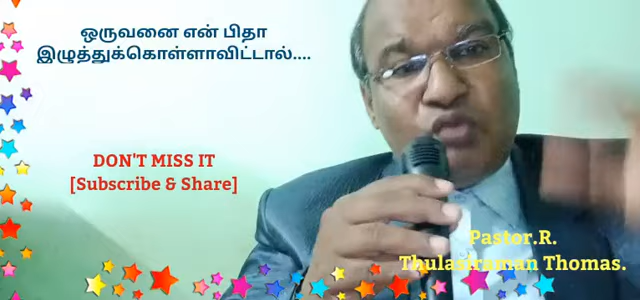 ஒருவனை என் பிதா
இழுத்துக்கொள்ளாவிட்டால்....
DON'T MISS IT
[Subscribe & Share]
Pastor.R.
Thulasiraman Thomas.